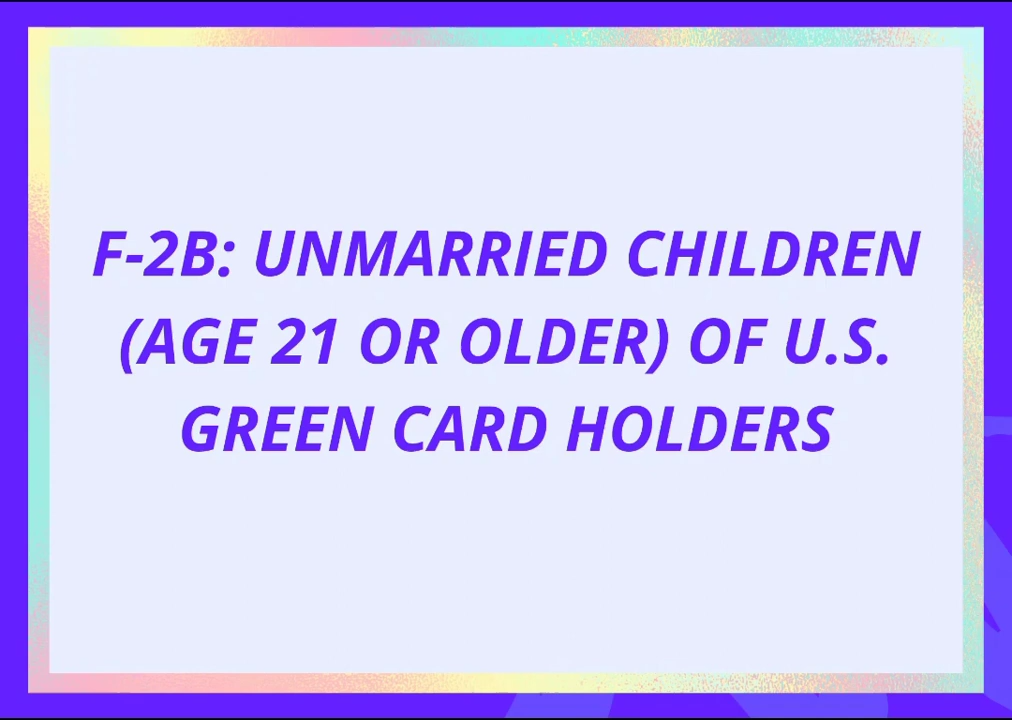 F-2B: UNMARRIED CHILDREN
(AGE 21 OR OLDER) OF U.S.
GREEN CARD HOLDERS